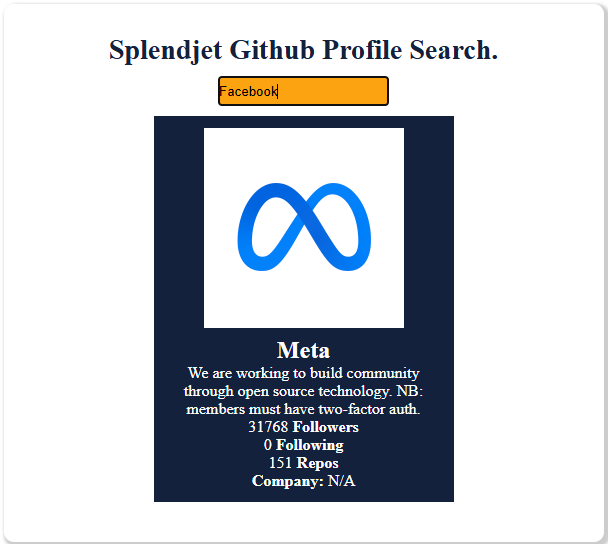 Splendjet Github Profile Search.
Facebook
Meta
We are working to build community
through open source technology. NB:
members must have two-factor auth.
31768 Followers
0 Following
151 Repos
Company: N/A